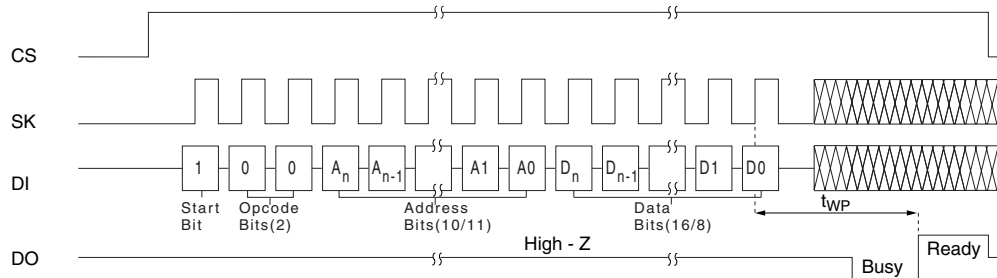 CS
SK
DI
1 0 0 An An-1 A1 A0 Dn Dn-1 D1 D0
Start
Bit
Opcode
Bits(2)
Address
Bits(10/11)
Data
Bits(16/8)
tWP
DO
High - Z
Busy
Ready